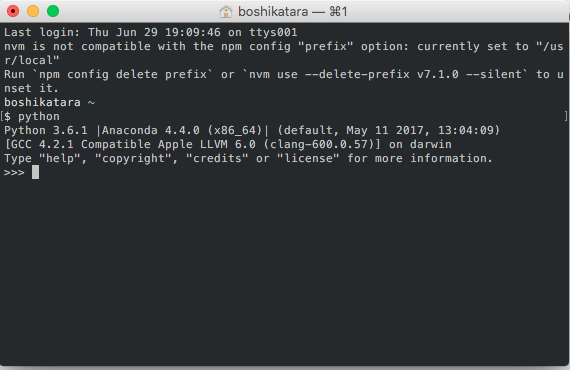 boshikatara — ⌘1
Last login: Thu Jun 29 19:09:46 on ttys001
nvm is not compatible with the npm config "prefix" option: currently set to "/us
r/local"
Run `npm config delete prefix` or `nvm use --delete-prefix v7.1.0 --silent` to u
nset it.
boshikatara ~
[$ python ]
Python 3.6.1 |Anaconda 4.4.0 (x86_64)| (default, May 11 2017, 13:04:09)
[GCC 4.2.1 Compatible Apple LLVM 6.0 (clang-600.0.57)] on darwin
Type "help", "copyright", "credits" or "license" for more information.
>>>